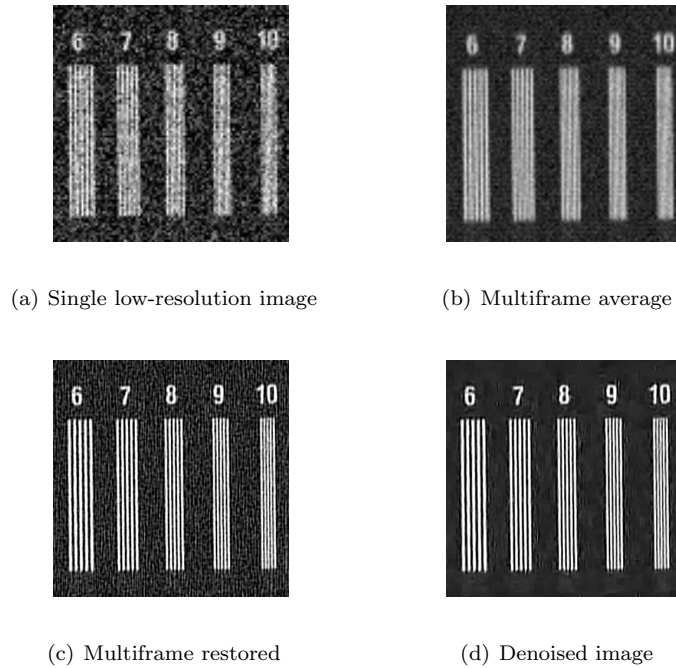 6 7 8 9 10
6 7 8 9 10
(a) Single low-resolution image
(b) Multiframe average
6 7 8 9 10
6 7 8 9 10
(c) Multiframe restored
(d) Denoised image